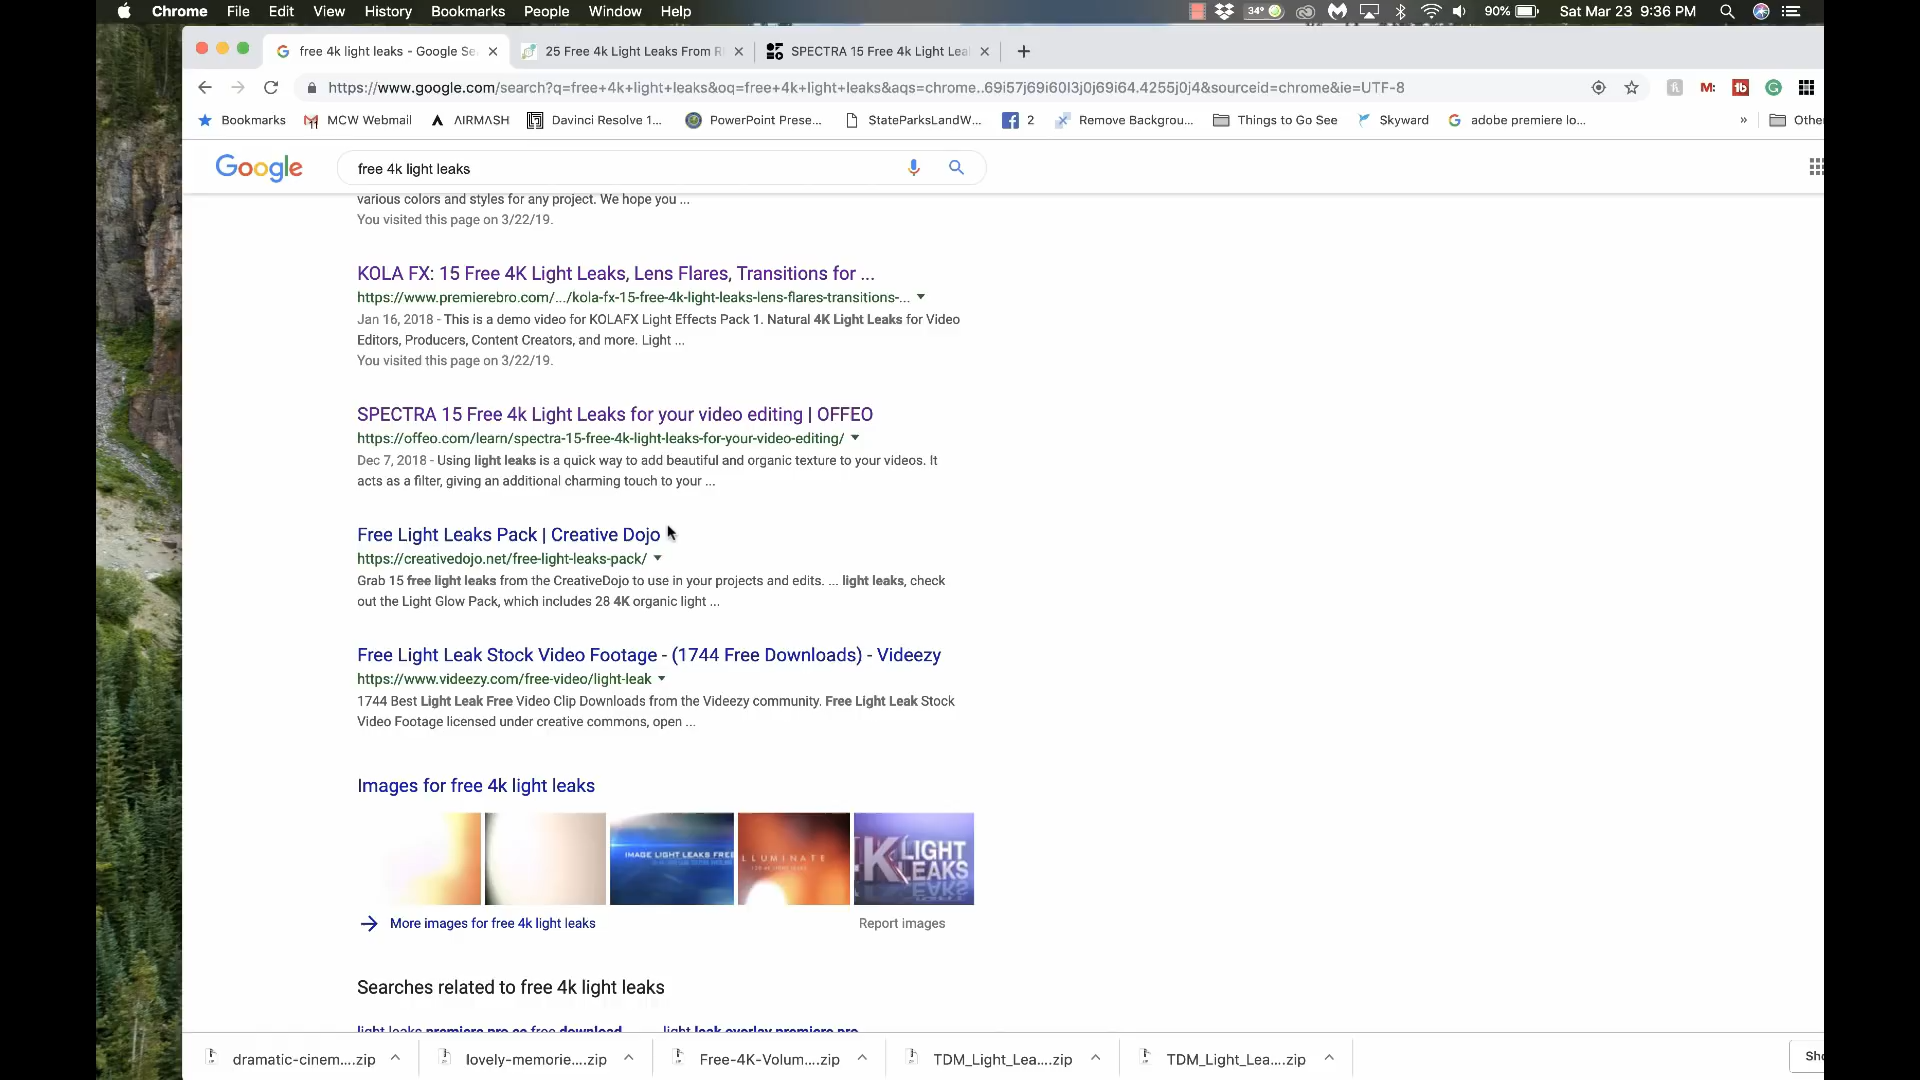 Chrome File Edit View History Bookmarks People Window Help
34° 90% Sat Mar 23 9:36 PM
free 4k light leaks - Google Se
25 Free 4k Light Leaks From R
SPECTRA 15 Free 4k Light Lea
https://www.google.com/search?q=free+4k+light+leaks&oq=free+4k+light+leaks&aqs=chrome..69i57j69i60l3j0j69i64.4255j0j4&sourceid=chrome&ie=UTF-8
Bookmarks MCW Webmail ΛIRMΛSH Davinci Resolve 1... PowerPoint Prese... StateParksLandW... 2 Remove Backgrou... Things to Go See Skyward adobe premiere lo... » Othe
Google free 4k light leaks
various colors and styles for any project. We hope you ...
You visited this page on 3/22/19.
KOLA FX: 15 Free 4K Light Leaks, Lens Flares, Transitions for ...
https://www.premierebro.com/.../kola-fx-15-free-4k-light-leaks-lens-flares-transitions-...
Jan 16, 2018 - This is a demo video for KOLAFX Light Effects Pack 1. Natural 4K Light Leaks for Video
Editors, Producers, Content Creators, and more. Light ...
You visited this page on 3/22/19.
SPECTRA 15 Free 4k Light Leaks for your video editing | OFFEO
https://offeo.com/learn/spectra-15-free-4k-light-leaks-for-your-video-editing/
Dec 7, 2018 - Using light leaks is a quick way to add beautiful and organic texture to your videos. It
acts as a filter, giving an additional charming touch to your ...
Free Light Leaks Pack | Creative Dojo
https://creativedojo.net/free-light-leaks-pack/
Grab 15 free light leaks from the CreativeDojo to use in your projects and edits. ... light leaks, check
out the Light Glow Pack, which includes 28 4K organic light ...
Free Light Leak Stock Video Footage - (1744 Free Downloads) - Videezy
https://www.videezy.com/free-video/light-leak
1744 Best Light Leak Free Video Clip Downloads from the Videezy community. Free Light Leak Stock
Video Footage licensed under creative commons, open ...
Images for free 4k light leaks
IMAGE LIGHT LEAKS FREE
LLUMINATE
4K LIGHT LEAKS
More images for free 4k light leaks
Report images
Searches related to free 4k light leaks
light leaks premiere pro cc free download
light leak overlay premiere pro
dramatic-cinem....zip lovely-memorie....zip Free-4K-Volum....zip TDM_Light_Lea....zip TDM_Light_Lea....zip Sho